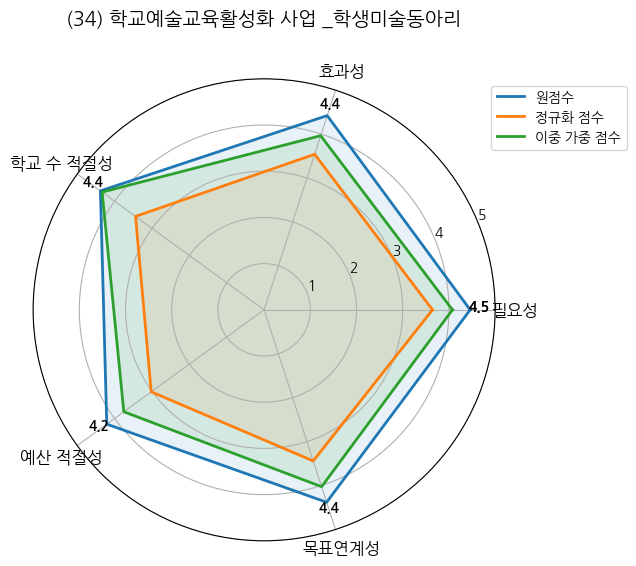 (34) 학교예술교육활성화 사업 _학생미술동아리
효과성
4.4
원점수
정규화 점수
이중 가중 점수
학교 수 적절성
4.4
5
4
3
2
1
4.5
필요성
4.2
예산 적절성
4.4
목표연계성